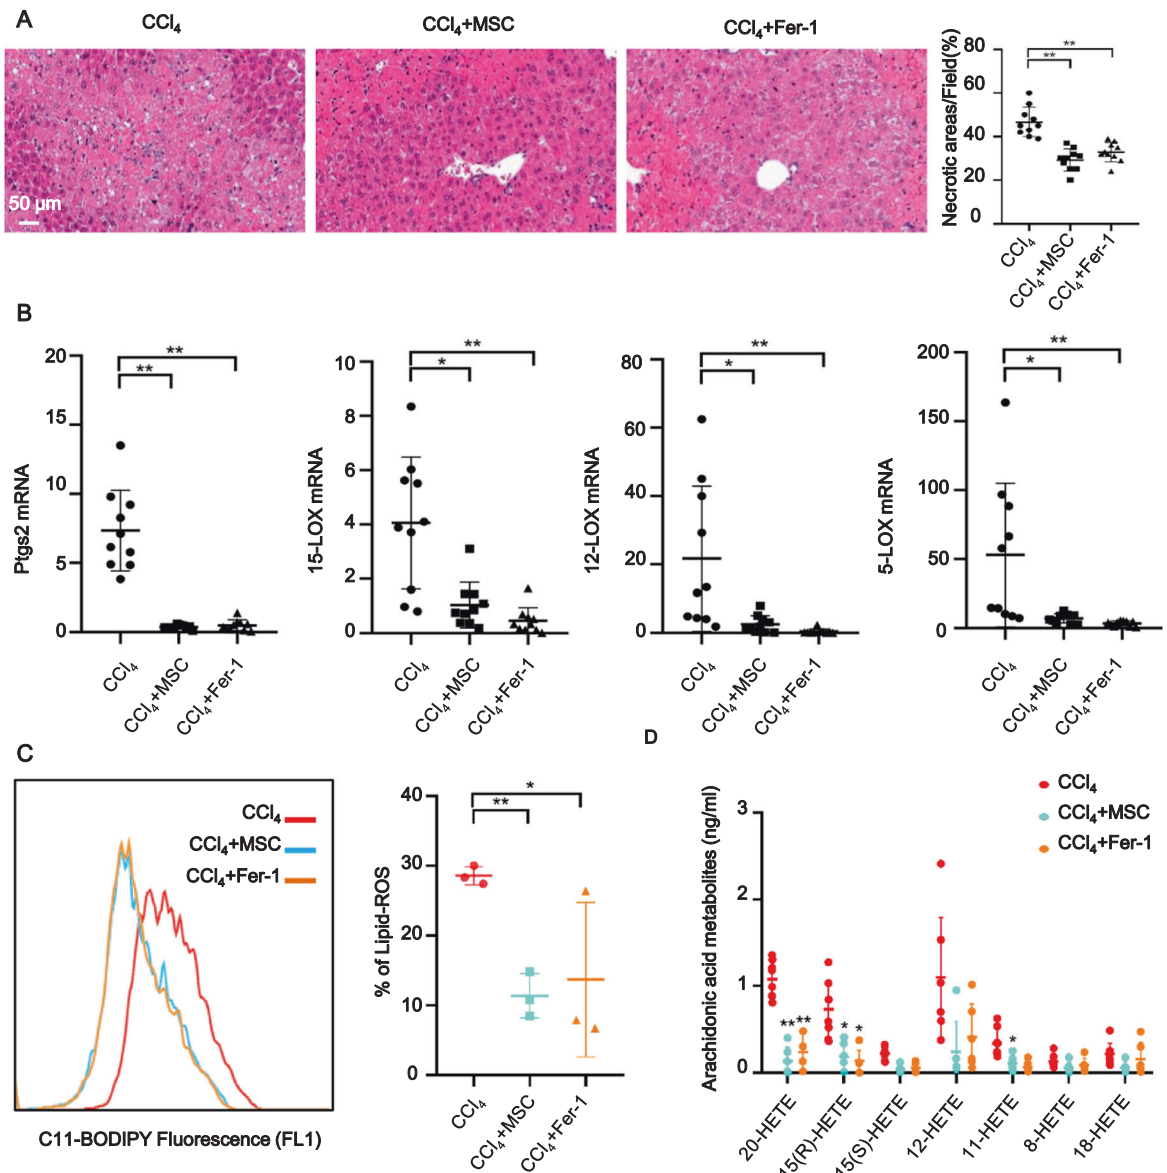 A
CCl₄
CCl₄+MSC
CCl₄+Fer-1
50 µm
Necrotic areas/Field(%)
80
60
40
20
0
**
**
CCl₄
CCl₄+MSC
CCl₄+Fer-1
B
Ptgs2 mRNA
20
15
10
5
0
**
**
CCl₄
CCl₄+MSC
CCl₄+Fer-1
15-LOX mRNA
10
8
6
4
2
0
**
*
CCl₄
CCl₄+MSC
CCl₄+Fer-1
12-LOX mRNA
80
60
40
20
0
**
*
CCl₄
CCl₄+MSC
CCl₄+Fer-1
5-LOX mRNA
200
150
100
50
0
**
*
CCl₄
CCl₄+MSC
CCl₄+Fer-1
C
CCl₄
CCl₄+MSC
CCl₄+Fer-1
C11-BODIPY Fluorescence (FL1)
% of Lipid-ROS
40
30
20
10
0
*
**
CCl₄
CCl₄+MSC
CCl₄+Fer-1
D
Arachidonic acid metabolites (ng/ml)
3
2
1
0
CCl₄
CCl₄+MSC
CCl₄+Fer-1
** **
* *
*
20-HETE
15(R)-HETE
15(S)-HETE
12-HETE
11-HETE
8-HETE
18-HETE